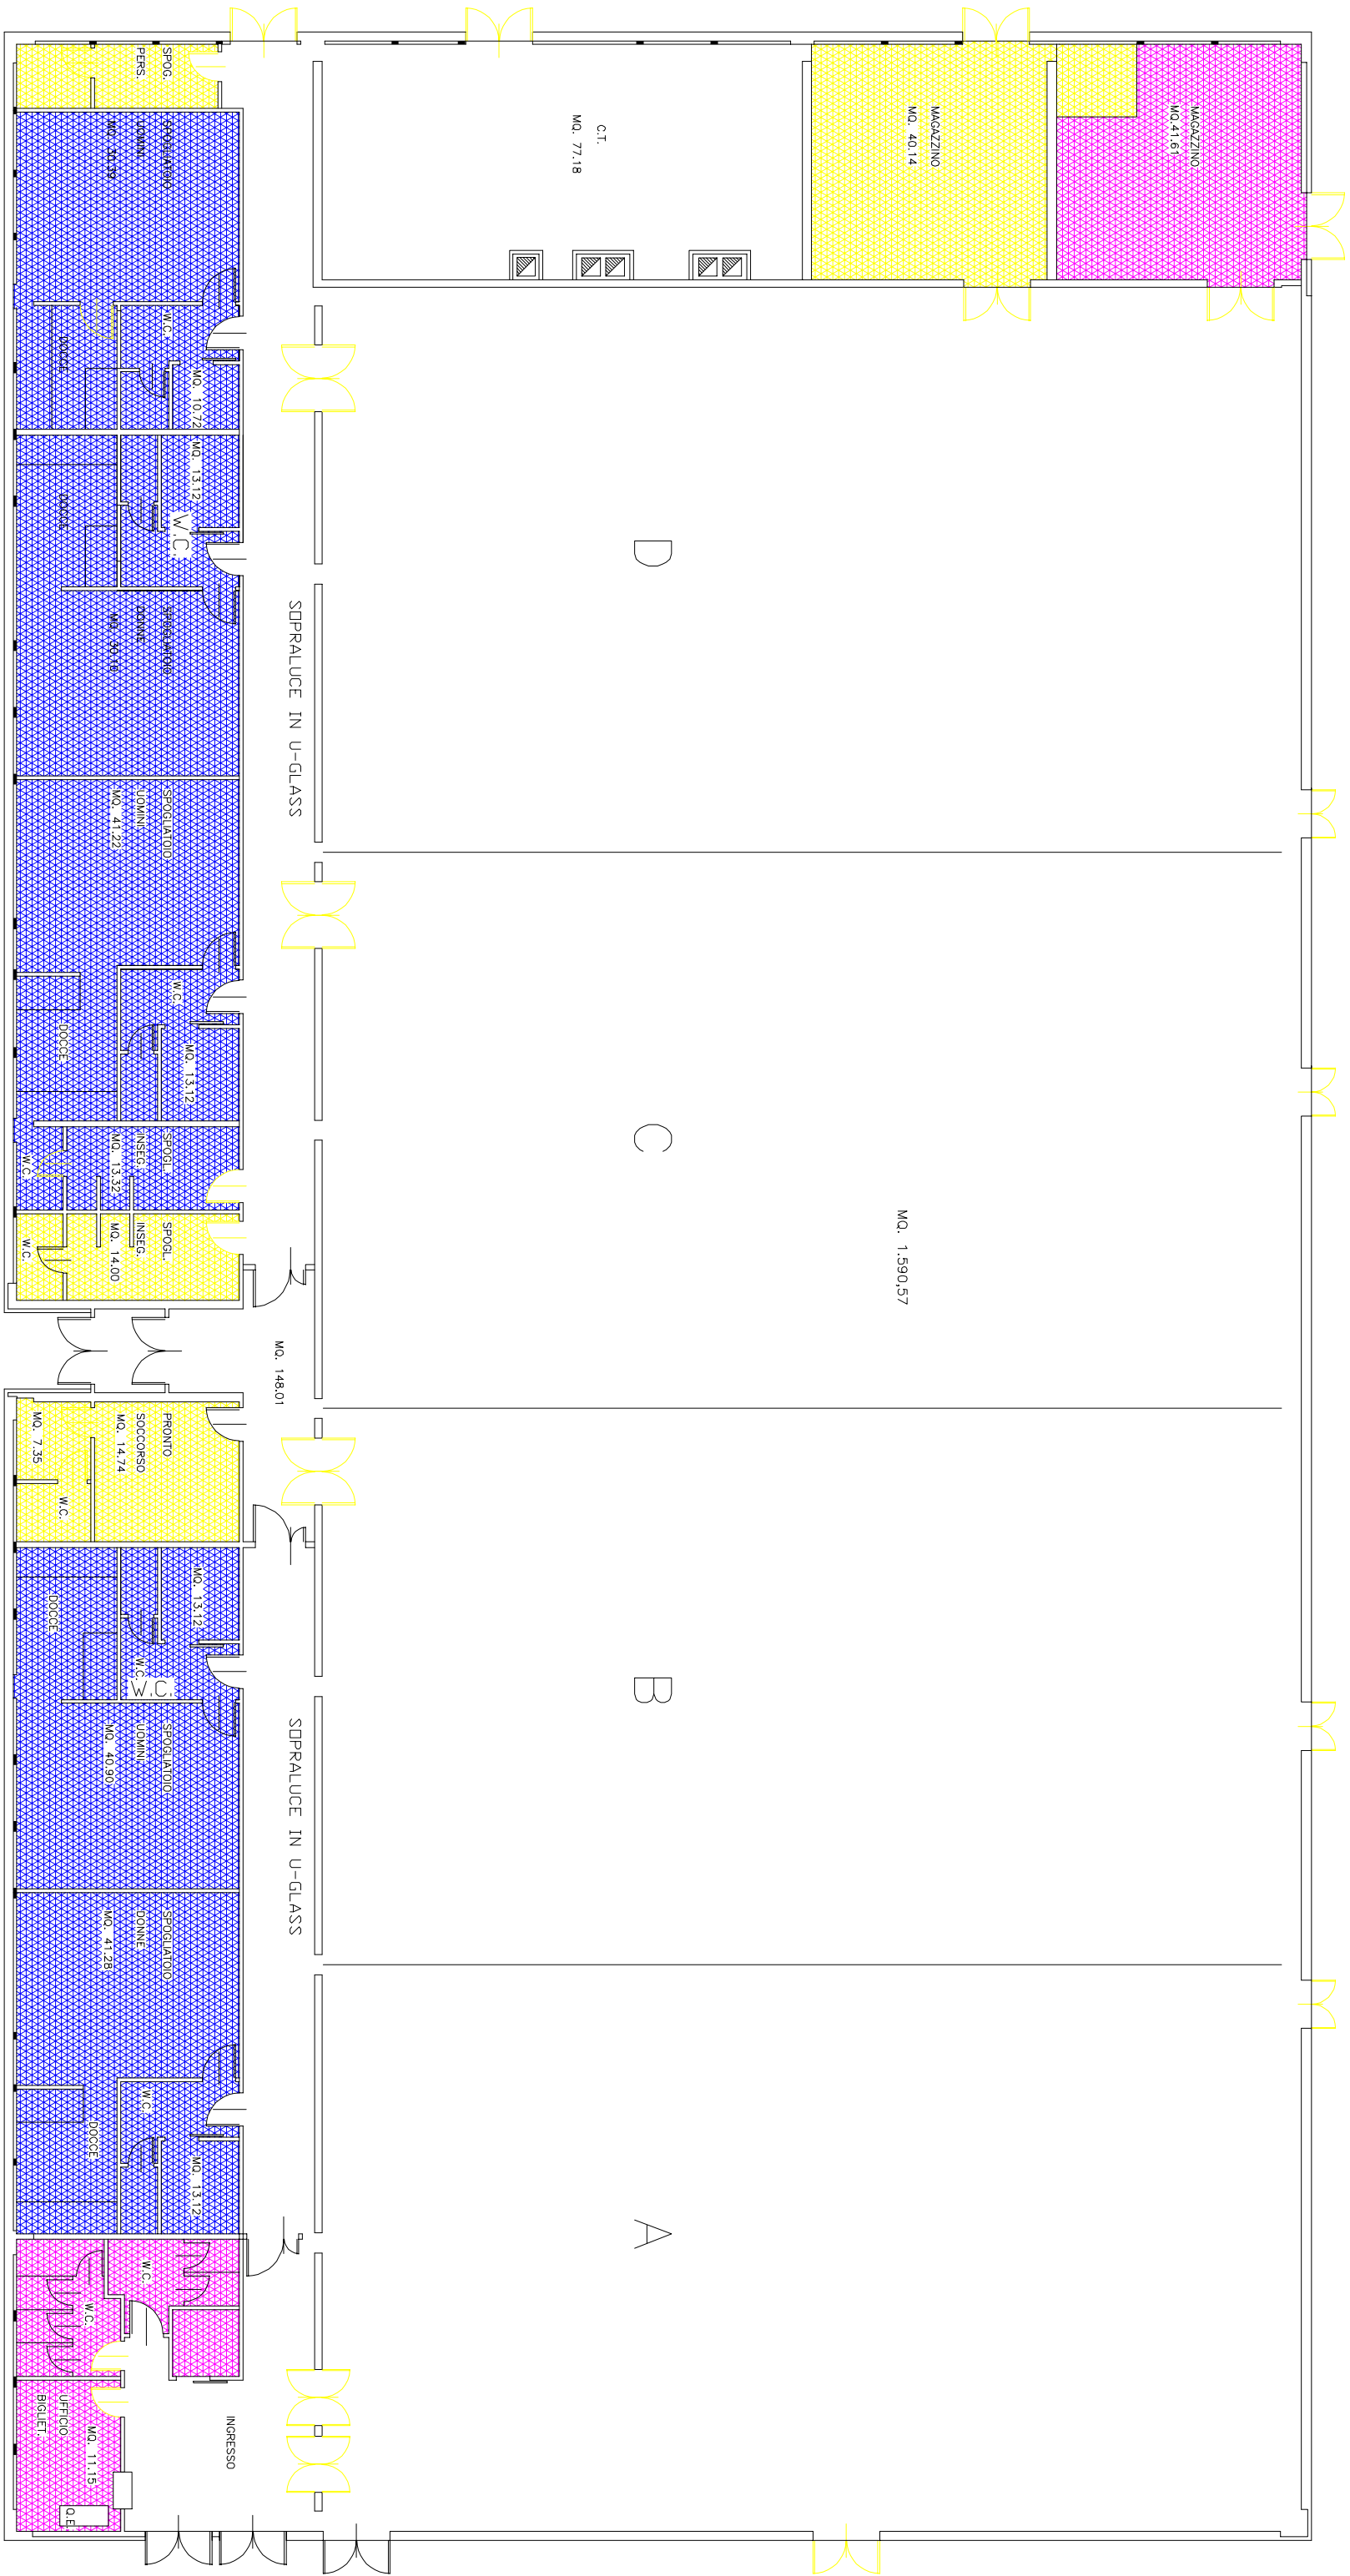 SPOG.
PERS.
SPOGLIATOIO
UOMINI
C.T.
MQ. 77.18
MAGAZZINO
MQ. 40.14
MAGAZZINO
MQ.41.61
W.C.
DOCCE
MQ. 10.72
MQ. 13.12
DOCCE
W.C.
D
SPOGLIATOIO
DONNE
SOPRALUCE IN U-GLASS
SPOGLIATOIO
UOMINI
MQ. 41.22
W.C.
DOCCE
MQ. 13.12
C
SPOGL.
INSEG.
MQ. 13.32
W.C.
SPOGL.
INSEG.
MQ. 14.00
W.C.
MQ. 1.590,57
MQ. 148.01
PRONTO
SOCCORSO
MQ. 14.74
MQ. 7.35
W.C.
MQ. 13.12
DOCCE
W.C.
W.C.
B
SPOGLIATOIO
UOMINI
MQ. 40.90
SOPRALUCE IN U-GLASS
SPOGLIATOIO
DONNE
MQ. 41.28
W.C.
DOCCE
MQ. 13.12
A
W.C.
W.C.
INGRESSO
UFFICIO
BIGLIET.
MQ. 11.15
Q.E.